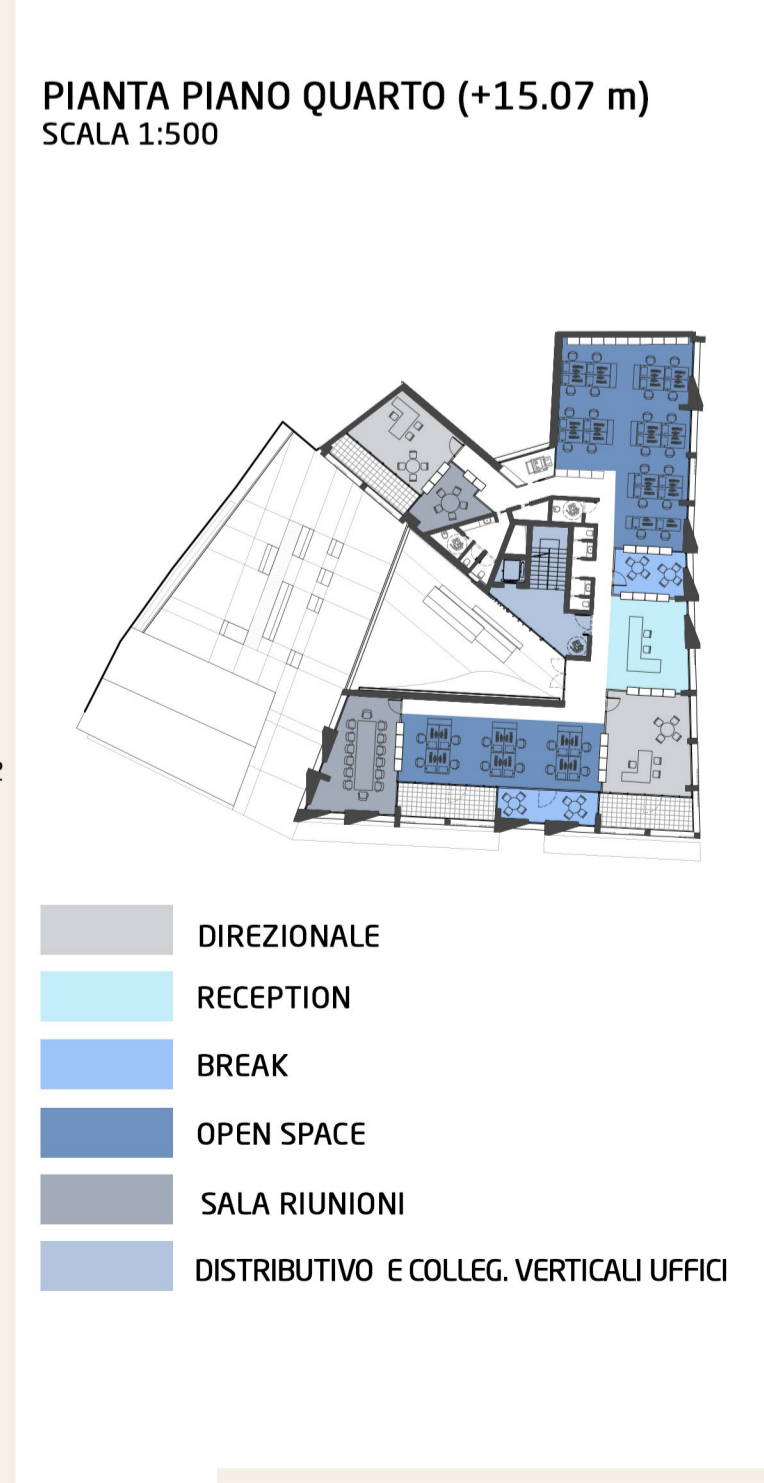 PIANTA PIANO QUARTO (+15.07 m)
SCALA 1:500
2
DIREZIONALE
RECEPTION
BREAK
OPEN SPACE
SALA RIUNIONI
DISTRIBUTIVO E COLLEG. VERTICALI UFFICI